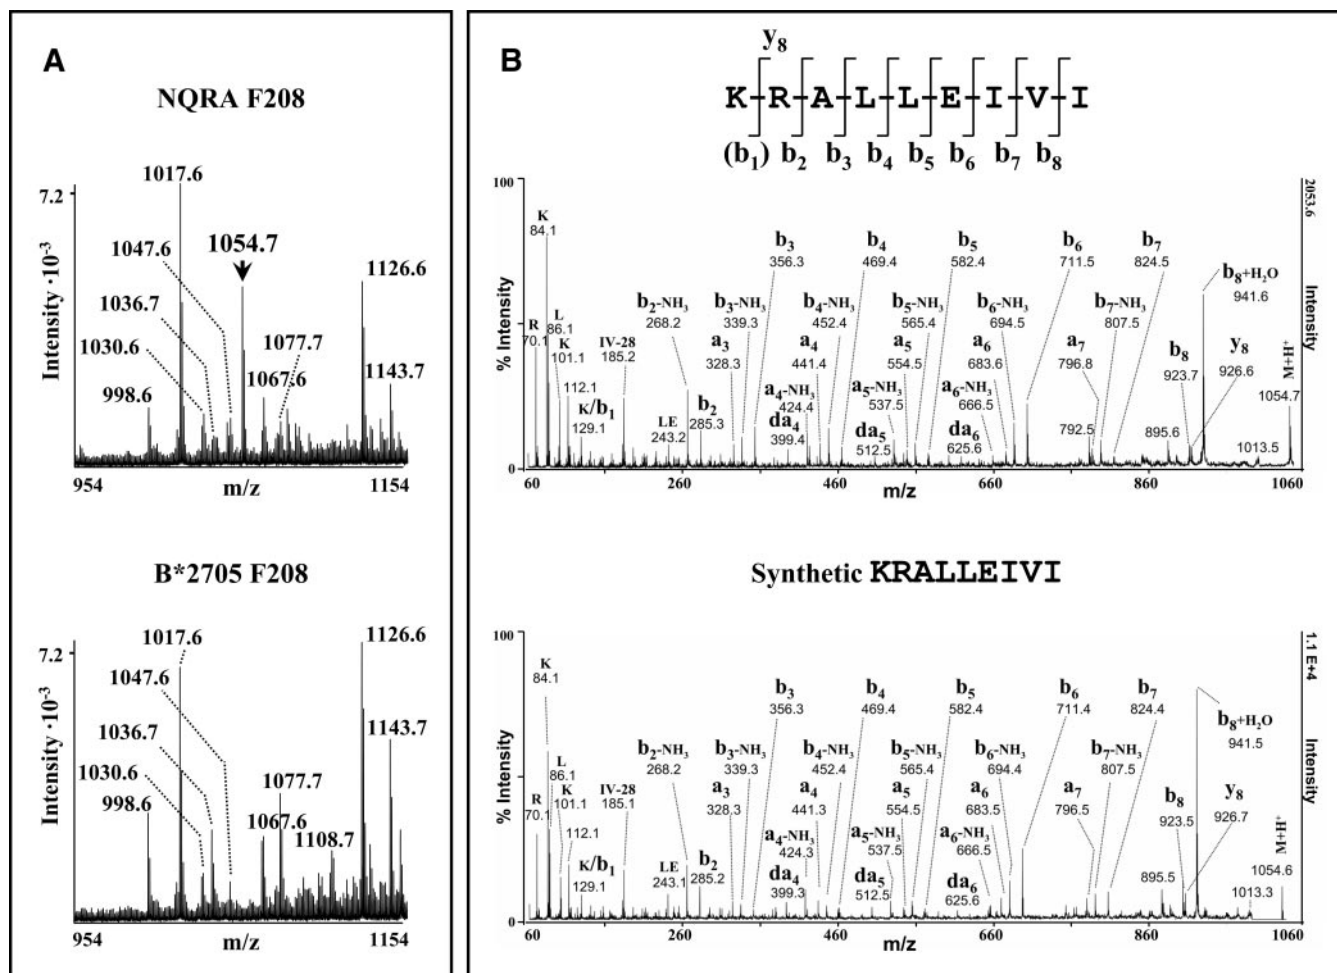 A
NQRA F208
7.2
Intensity ·10⁻³
1017.6
1047.6
1054.7
1126.6
1036.7
1077.7
1030.6
1067.6
1143.7
998.6
954
m/z
1154
B*2705 F208
7.2
Intensity ·10⁻³
1017.6
1126.6
1047.6
1036.7
1143.7
1030.6
1077.7
998.6
1067.6
1108.7
954
m/z
1154
B
y₈
K R A L L E I V I
(b₁) b₂ b₃ b₄ b₅ b₆ b₇ b₈
100
% Intensity
0
2053.6
Intensity
K
84.1
b₃
356.3
b₄
469.4
b₅
582.4
b₆
711.5
b₇
824.5
b₈+H₂O
941.6
L
86.1
R
70.1
K
101.1
112.1
IV-28
185.2
b₂-NH₃
268.2
b₃-NH₃
339.3
b₄-NH₃
452.4
b₅-NH₃
565.4
b₆-NH₃
694.5
b₇-NH₃
807.5
a₃
328.3
a₄
441.4
a₅
554.5
a₆
683.6
a₇
796.8
b₈
923.7
y₈
926.6
K/b₁
129.1
LE
243.2
b₂
285.3
a₄-NH₃
424.4
a₅-NH₃
537.5
a₆-NH₃
666.5
da₄
399.4
da₅
512.5
da₆
625.6
792.5
895.6
1013.5
M+H⁺
1054.7
60 260 460 660 860 1060
m/z
Synthetic KRALLEIVI
100
% Intensity
0
1.1 E+4
Intensity
K
84.1
b₃
356.3
b₄
469.4
b₅
582.4
b₆
711.4
b₇
824.4
b₈+H₂O
941.5
L
86.1
R
70.1
K
101.1
112.1
IV-28
185.1
b₂-NH₃
268.2
b₃-NH₃
339.3
b₄-NH₃
452.4
b₅-NH₃
565.4
b₆-NH₃
694.4
b₇-NH₃
807.5
a₃
328.3
a₄
441.3
a₅
554.5
a₆
683.5
a₇
796.5
b₈
923.5
y₈
926.7
K/b₁
129.1
LE
243.1
b₂
285.2
a₄-NH₃
424.3
a₅-NH₃
537.5
a₆-NH₃
666.5
da₄
399.3
da₅
512.5
da₆
625.6
895.5
1013.3
M+H⁺
1054.6
60 260 460 660 860 1060
m/z